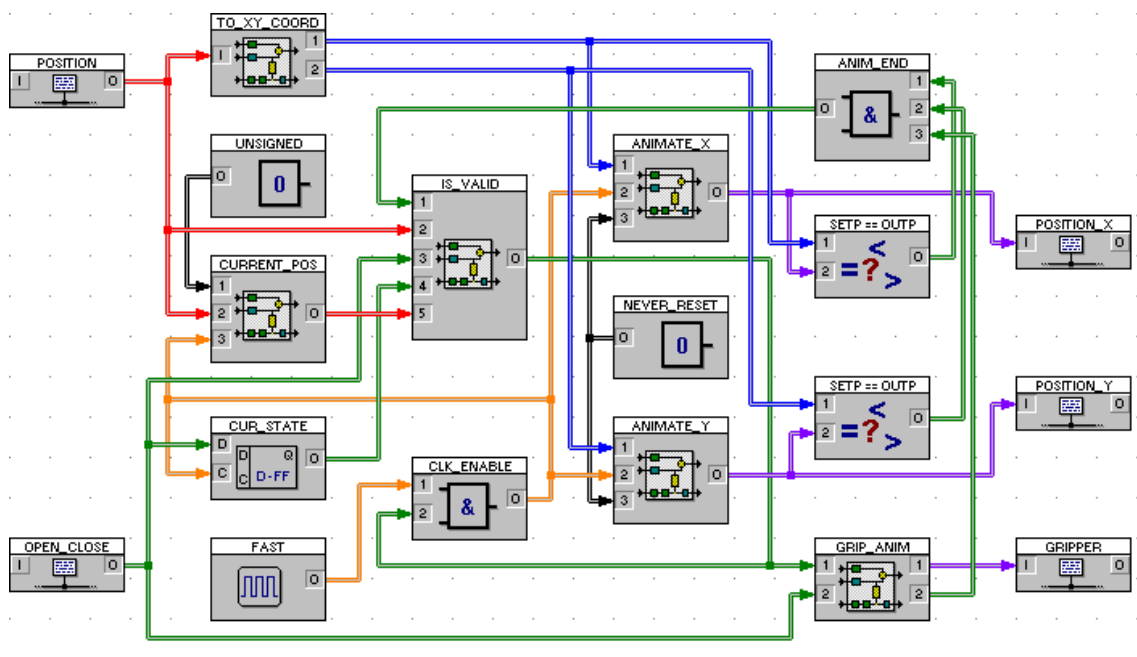 TO_XY_COORD
I
1
2
POSITION
I O
ANIM_END
O
&
1
2
3
UNSIGNED
O
0
ANIMATE_X
1
2
3
O
IS_VALID
1
2
3
4
5
O
SETP == OUTP
1
2
< = ? >
O
POSITION_X
I O
CURRENT_POS
1
2
3
O
NEVER_RESET
O
0
SETP == OUTP
1
2
< = ? >
O
POSITION_Y
I O
CUR_STATE
D
C
D Q
C D-FF
O
CLK_ENABLE
1
2
&
O
ANIMATE_Y
1
2
3
O
OPEN_CLOSE
I O
FAST
O
GRIP_ANIM
1
2
1
2
GRIPPER
I O